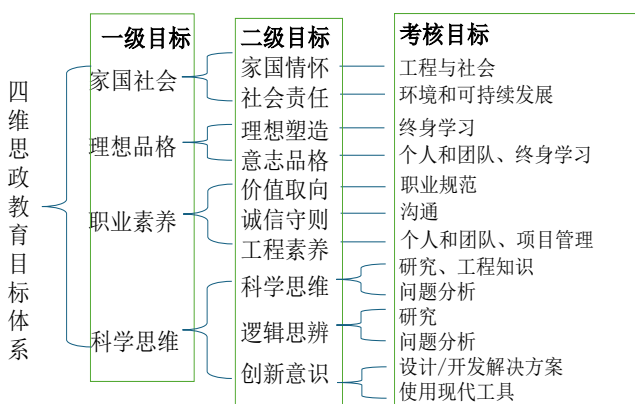 四维思政教育目标体系
一级目标
家国社会
理想品格
职业素养
科学思维
二级目标
家国情怀
社会责任
理想塑造
意志品格
价值取向
诚信守则
工程素养
科学思维
逻辑思辨
创新意识
考核目标
工程与社会
环境和可持续发展
终身学习
个人和团队、终身学习
职业规范
沟通
个人和团队、项目管理
研究、工程知识
问题分析
研究
问题分析
设计/开发解决方案
使用现代工具